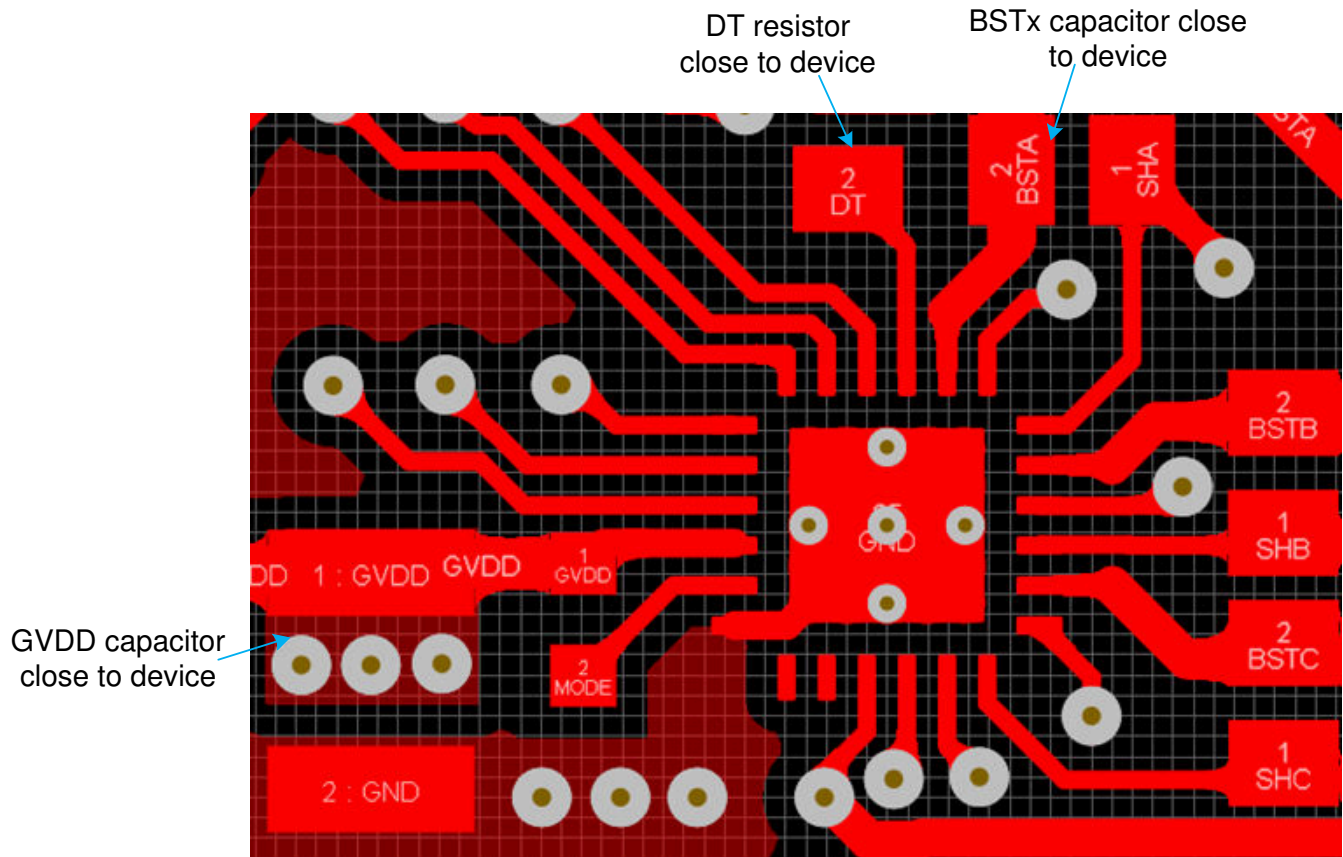 DT resistor
close to device
BSTx capacitor close
to device
2
DT
2
BSTA
1
SHA
STA
2
BSTB
1
SHB
2
BSTC
1
SHC
GND
DD
1 : GVDD
GVDD
1
GVDD
GVDD capacitor
close to device
2
MODE
2 : GND